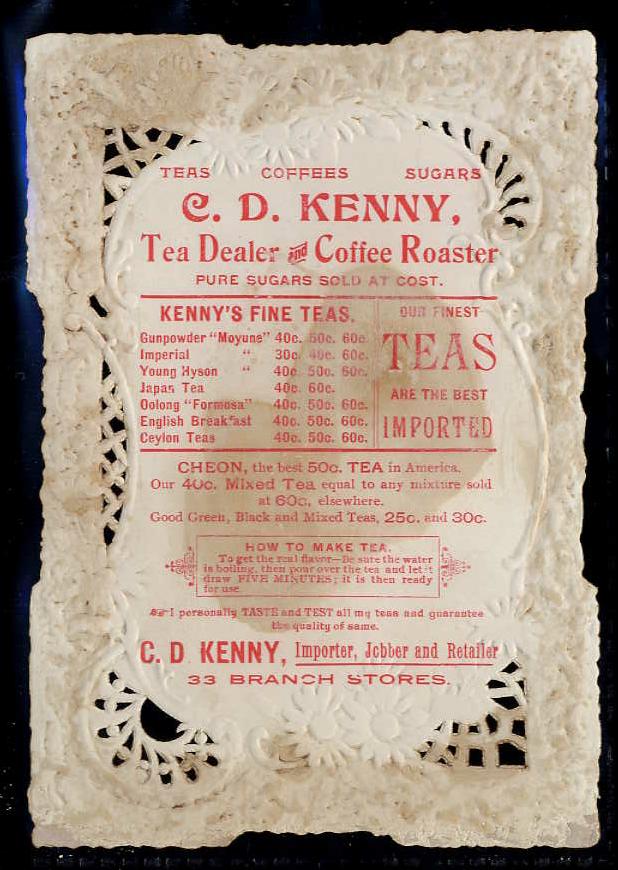 TEAS COFFEES SUGARS
C. D. KENNY,
Tea Dealer and Coffee Roaster
PURE SUGARS SOLD AT COST.
KENNY'S FINE TEAS.
Gunpowder "Moyune" 40c. 50c. 60c.
Imperial " 30c. 40c. 60c.
Young Hyson " 40c. 50c. 60c.
Japan Tea 40c. 60c.
Oolong "Formosa" 40c. 50c. 60c.
English Breakfast 40c. 50c. 60c.
Ceylon Teas 40c. 50c. 60c.
OUR FINEST
TEAS
ARE THE BEST
IMPORTED
CHEON, the best 50c. TEA in America.
Our 40c. Mixed Tea equal to any mixture sold
at 60c, elsewhere.
Good Green, Black and Mixed Teas, 25c. and 30c.
HOW TO MAKE TEA.
To get the real flavor—Be sure the water
is boiling, then pour over the tea and let it
draw FIVE MINUTES; it is then ready
for use.
☞I personally TASTE and TEST all my teas and guarantee
the quality of same.
C. D KENNY, Importer, Jobber and Retailer
33 BRANCH STORES.